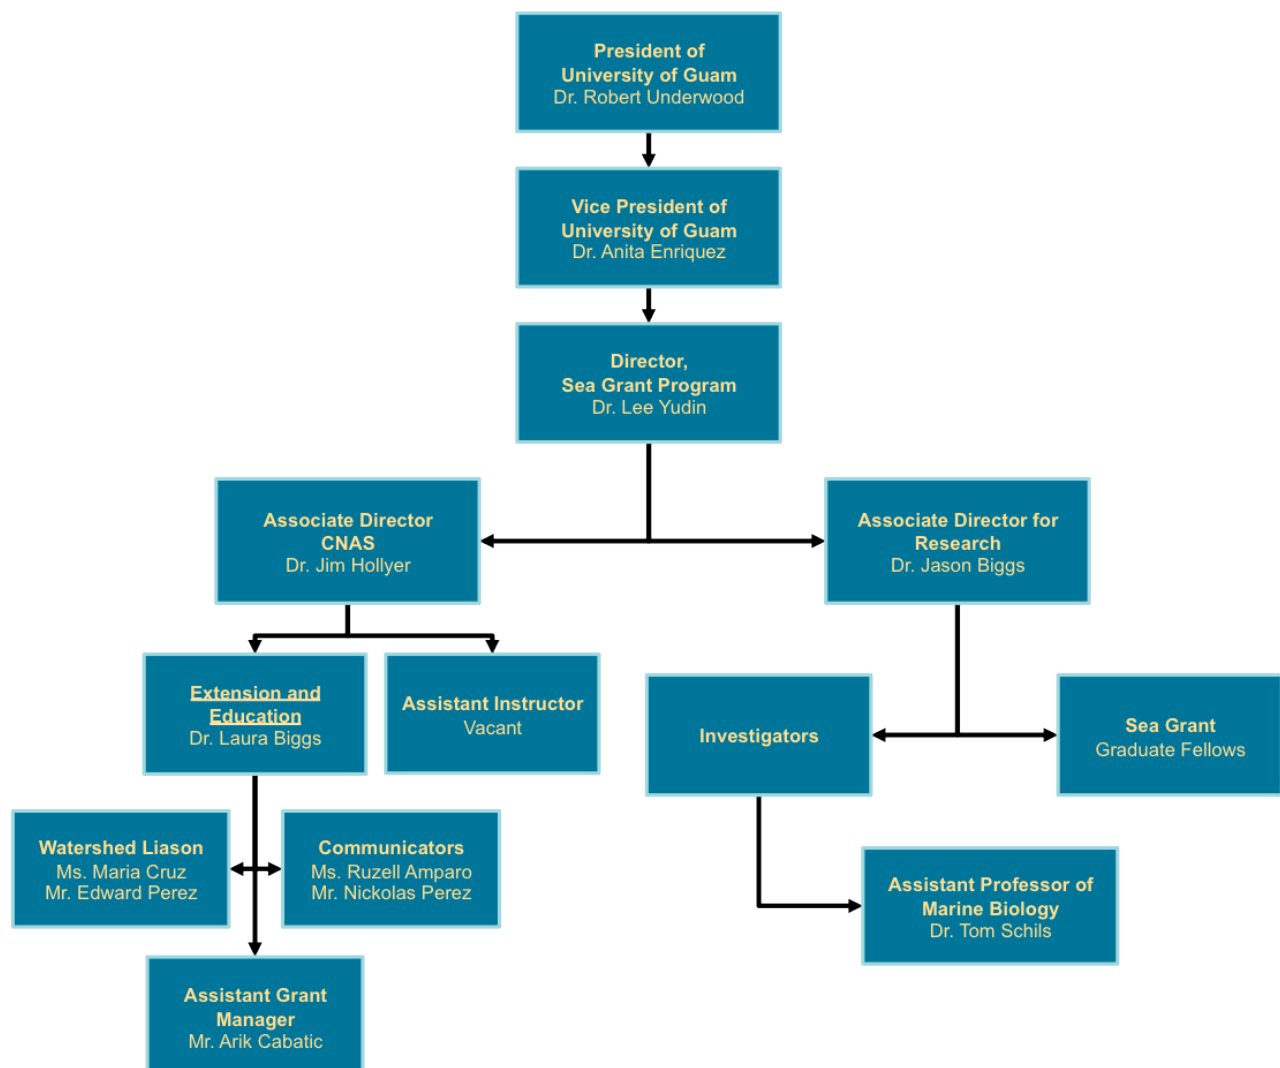 President of
University of Guam
Dr. Robert Underwood
Vice President of
University of Guam
Dr. Anita Enriquez
Director,
Sea Grant Program
Dr. Lee Yudin
Associate Director
CNAS
Dr. Jim Hollyer
Associate Director for
Research
Dr. Jason Biggs
Extension and
Education
Dr. Laura Biggs
Assistant Instructor
Vacant
Investigators
Sea Grant
Graduate Fellows
Watershed Liason
Ms. Maria Cruz
Mr. Edward Perez
Communicators
Ms. Ruzell Amparo
Mr. Nickolas Perez
Assistant Professor of
Marine Biology
Dr. Tom Schils
Assistant Grant
Manager
Mr. Arik Cabatic